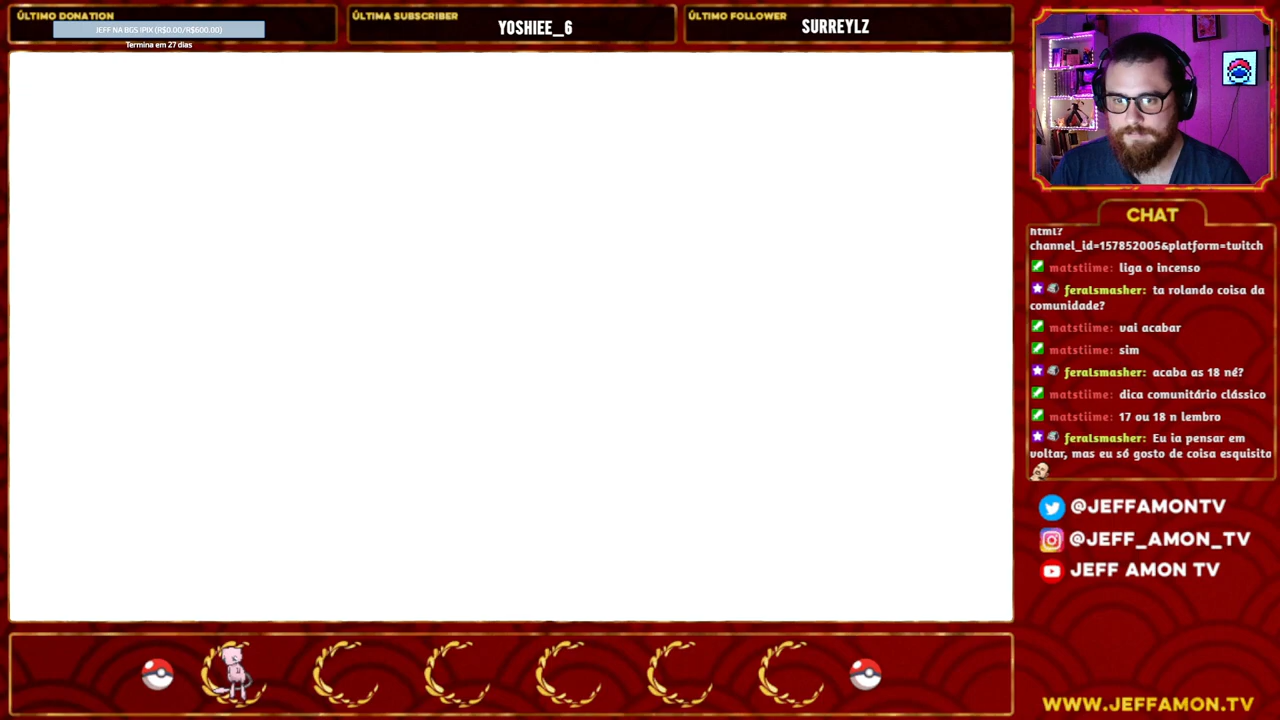 ÚLTIMO DONATION
JEFF NA BGS (PIX (R$0.00/R$600.00)
Termina em 27 dias
ÚLTIMA SUBSCRIBER
YOSHIEE_6
ÚLTIMO FOLLOWER
SURREYLZ
CHAT
html?
channel_id=157852005&platform=twitch
matstiime: liga o incenso
feralsmasher: ta rolando coisa da
comunidade?
matstiime: vai acabar
matstiime: sim
feralsmasher: acaba as 18 né?
matstiime: dica comunitário clássico
matstiime: 17 ou 18 n lembro
feralsmasher: Eu ia pensar em
voltar, mas eu só gosto de coisa esquisita
@JEFFAMONTV
@JEFF_AMON_TV
JEFF AMON TV
WWW.JEFFAMON.TV